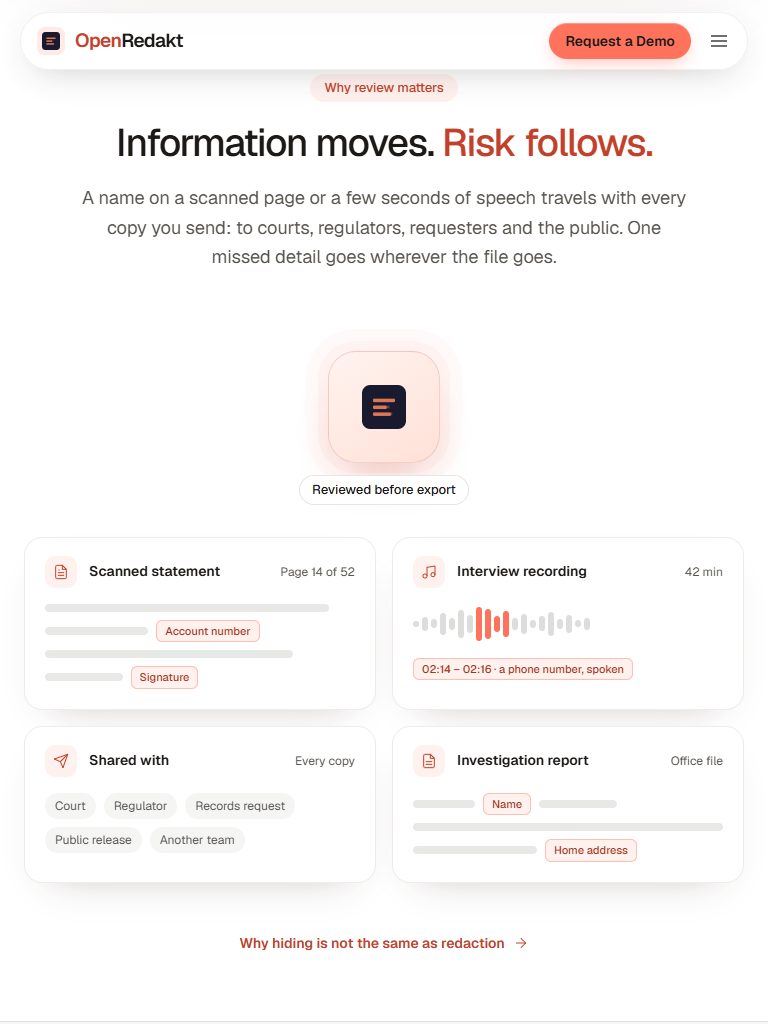 OpenRedakt
Request a Demo
Why review matters
Information moves. Risk follows.
A name on a scanned page or a few seconds of speech travels with every
copy you send: to courts, regulators, requesters and the public. One
missed detail goes wherever the file goes.
Reviewed before export
Scanned statement
Page 14 of 52
Account number
Signature
Interview recording
42 min
02:14 – 02:16 · a phone number, spoken
Shared with
Every copy
Court
Regulator
Records request
Public release
Another team
Investigation report
Office file
Name
Home address
Why hiding is not the same as redaction